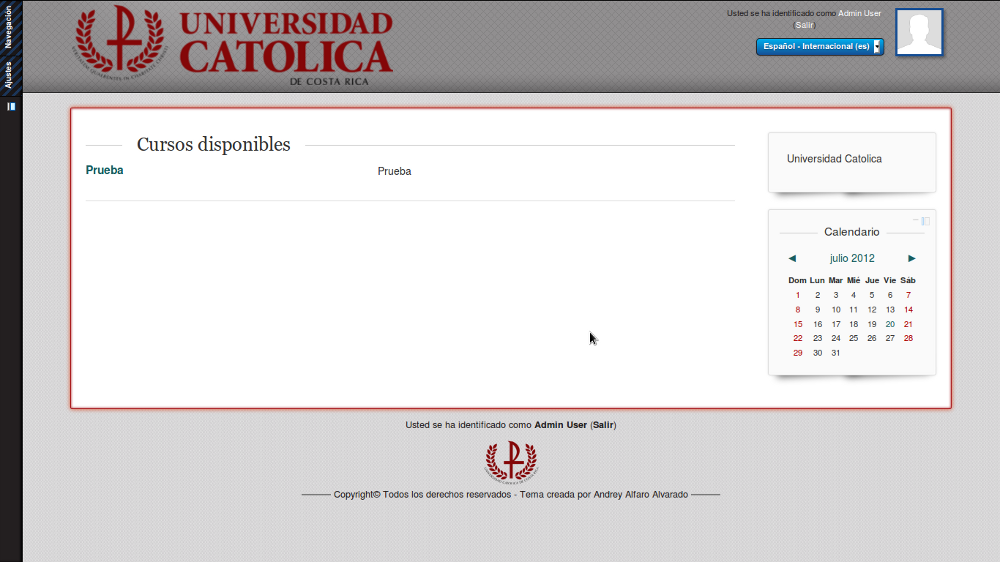 Navegación
Ajustes
UNIVERSIDAD
CATOLICA
DE COSTA RICA
Usted se ha identificado como Admin User
(Salir)
Español - Internacional (es)
Cursos disponibles
Prueba Prueba
Universidad Catolica
Calendario
◄ julio 2012 ►
Dom Lun Mar Mié Jue Vie Sáb
1 2 3 4 5 6 7
8 9 10 11 12 13 14
15 16 17 18 19 20 21
22 23 24 25 26 27 28
29 30 31
Usted se ha identificado como Admin User (Salir)
Copyright© Todos los derechos reservados - Tema creada por Andrey Alfaro Alvarado